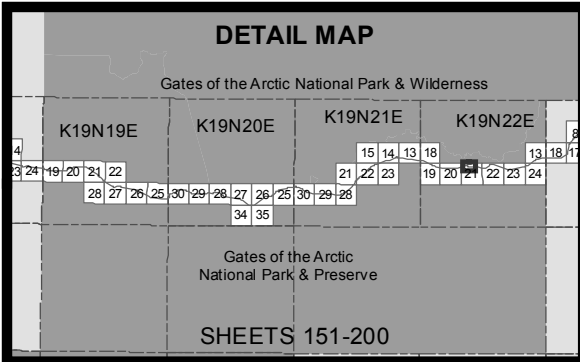 DETAIL MAP
Gates of the Arctic National Park & Wilderness
K19N19E K19N20E K19N21E K19N22E
8
4 15 14 13 18 13 18 17
23 24 19 20 21 22 21 22 23 19 20 21 22 23 24
28 27 26 25 30 29 28 27 26 25 30 29 28
34 35
Gates of the Arctic
National Park & Preserve
SHEETS 151-200